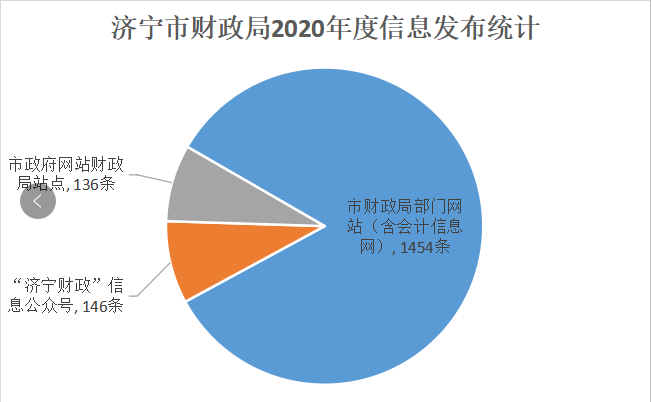 济宁市财政局2020年度信息发布统计
市政府网站财政
局站点, 136条
市财政局部门网
站（含会计信息
网）, 1454条
“济宁财政”信
息公众号, 146条